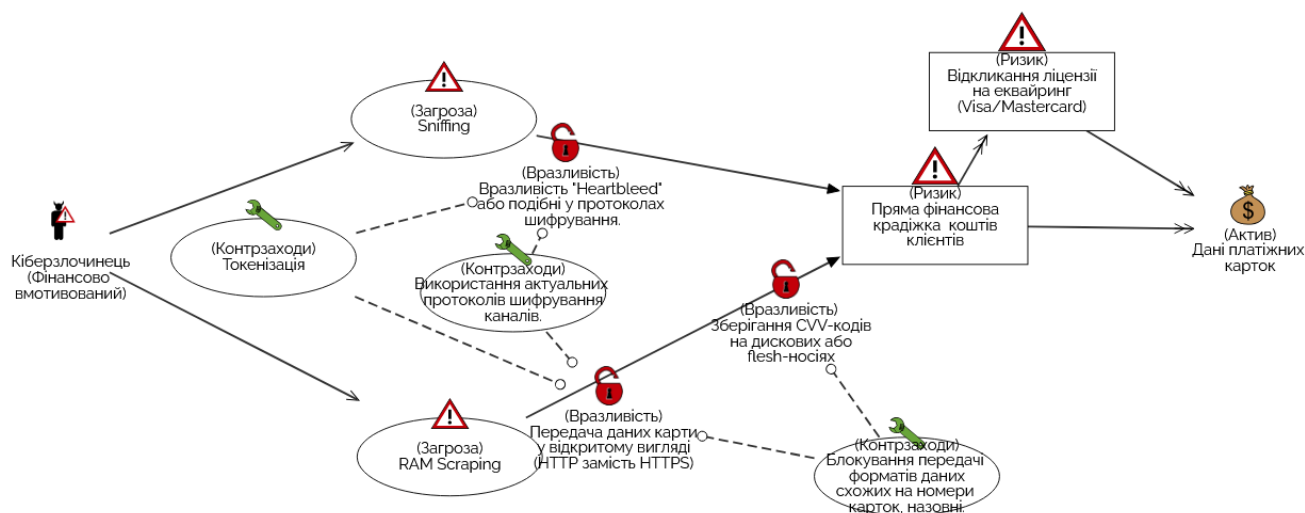 (Ризик)
Відкликання ліцензії
на еквайринг
(Visa/Mastercard)
(Загроза)
Sniffing
(Вразливість)
Вразливість "Heartbleed"
або подібні у протоколах
шифрування.
(Ризик)
Пряма фінансова
крадіжка коштів
клієнтів
$
(Актив)
Дані платіжних
карток
Кіберзлочинець
(Фінансово
вмотивований)
(Контрзаходи)
Токенізація
(Контрзаходи)
Використання актуальних
протоколів шифрування
каналів.
(Вразливість)
Зберігання CVV-кодів
на дискових або
flesh-носіях
(Загроза)
RAM Scraping
(Вразливість)
Передача даних карти
у відкритому вигляді
(HTTP замість HTTPS)
(Контрзаходи)
Блокування передачі
форматів даних
схожих на номери
карток, назовні.